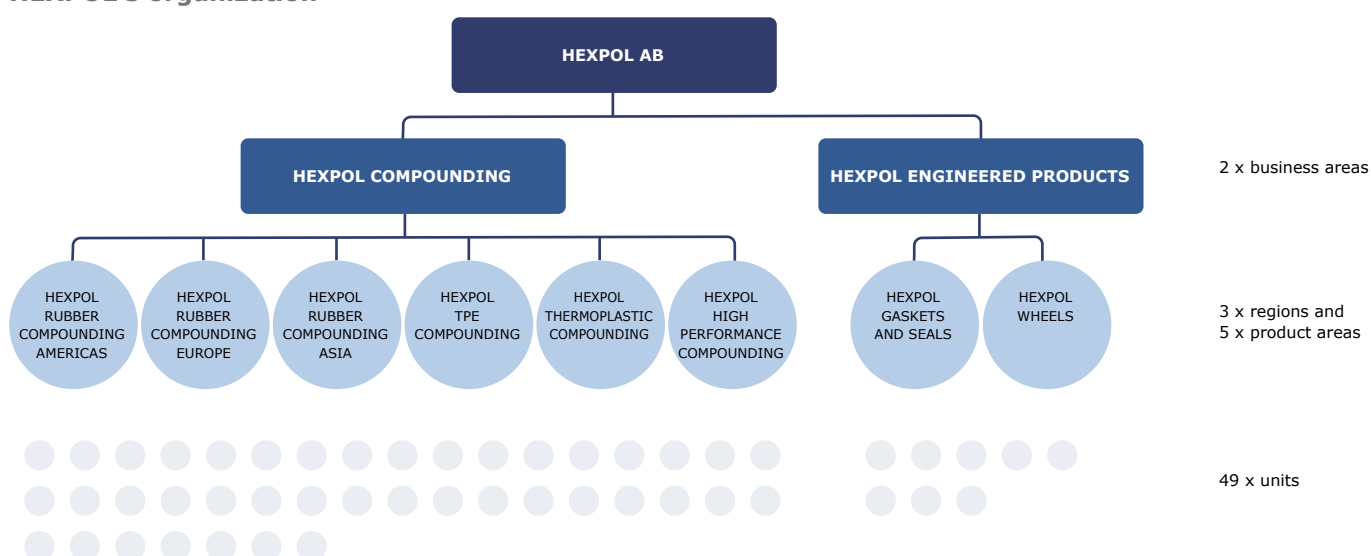 HEXPOL AB
HEXPOL COMPOUNDING
HEXPOL ENGINEERED PRODUCTS
2 x business areas
HEXPOL
RUBBER
COMPOUNDING
AMERICAS
HEXPOL
RUBBER
COMPOUNDING
EUROPE
HEXPOL
RUBBER
COMPOUNDING
ASIA
HEXPOL
TPE
COMPOUNDING
HEXPOL
THERMOPLASTIC
COMPOUNDING
HEXPOL
HIGH
PERFORMANCE
COMPOUNDING
HEXPOL
GASKETS
AND SEALS
HEXPOL
WHEELS
3 x regions and
5 x product areas
49 x units